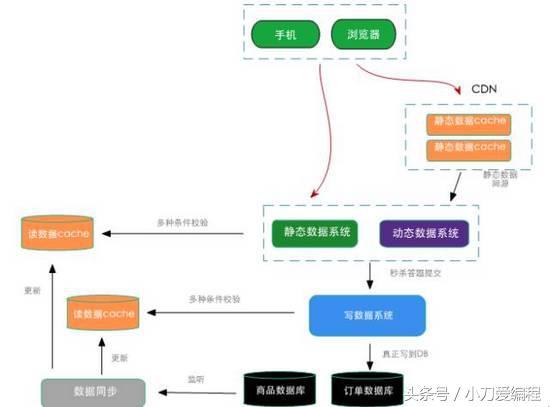 手机
浏览器
CDN
静态数据cache
静态数据cache
静态数据
回源
静态数据系统
动态数据系统
多种条件校验
读数据cache
秒杀答题提交
更新
多种条件校验
读数据cache
写数据系统
更新
真正写到DB
数据同步
监听
商品数据库
订单数据库
头条号 / 小刀爱编程